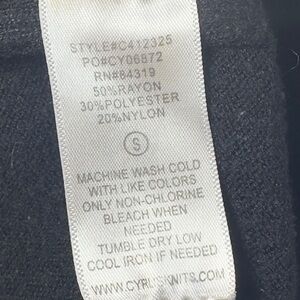 STYLE#C412325
PO#CY06872
RN#84319
50%RAYON
30%POLYESTER
20%NYLON
S
MACHINE WASH COLD
WITH LIKE COLORS
ONLY NON-CHLORINE
BLEACH WHEN
NEEDED
TUMBLE DRY LOW
COOL IRON IF NEEDED
WWW.CYRUSKNITS.COM